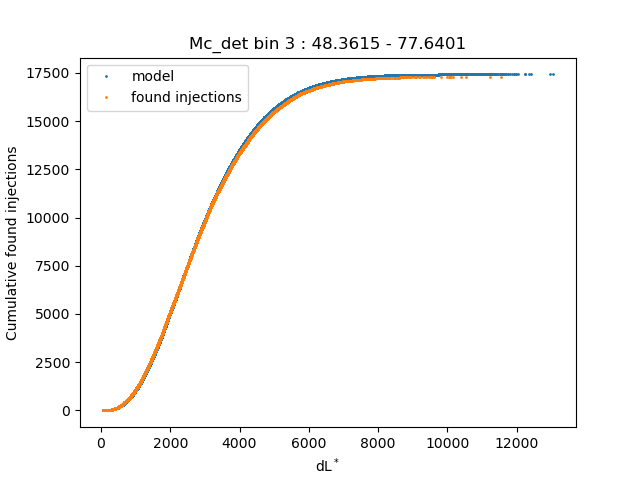 Mc_det bin 3 : 48.3615 - 77.6401
model
found injections
Cumulative found injections
17500
15000
12500
10000
7500
5000
2500
0
0 2000 4000 6000 8000 10000 12000
dL*